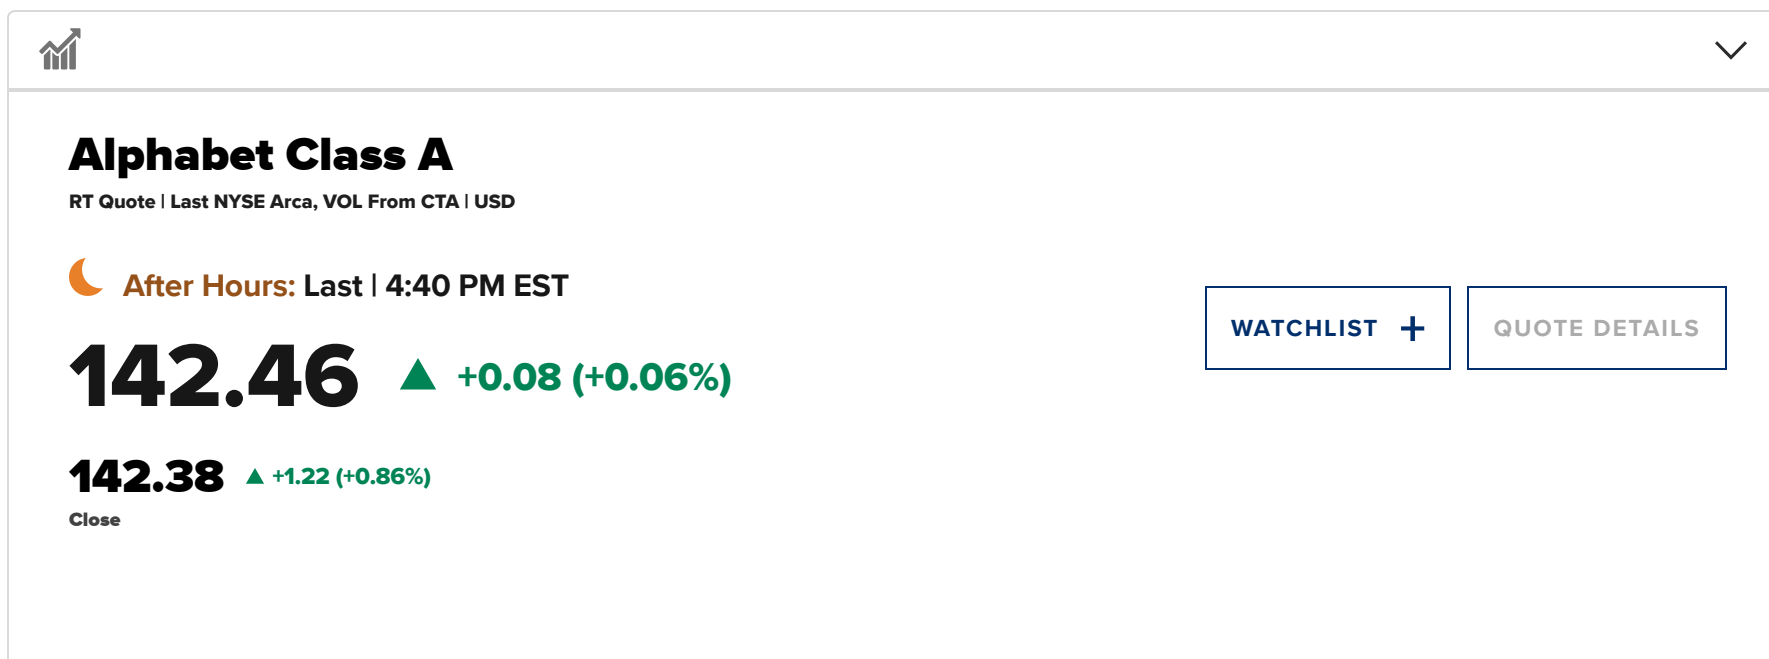 Alphabet Class A
RT Quote | Last NYSE Arca, VOL From CTA | USD
After Hours: Last | 4:40 PM EST
142.46 +0.08 (+0.06%)
142.38 +1.22 (+0.86%)
Close
WATCHLIST +
QUOTE DETAILS